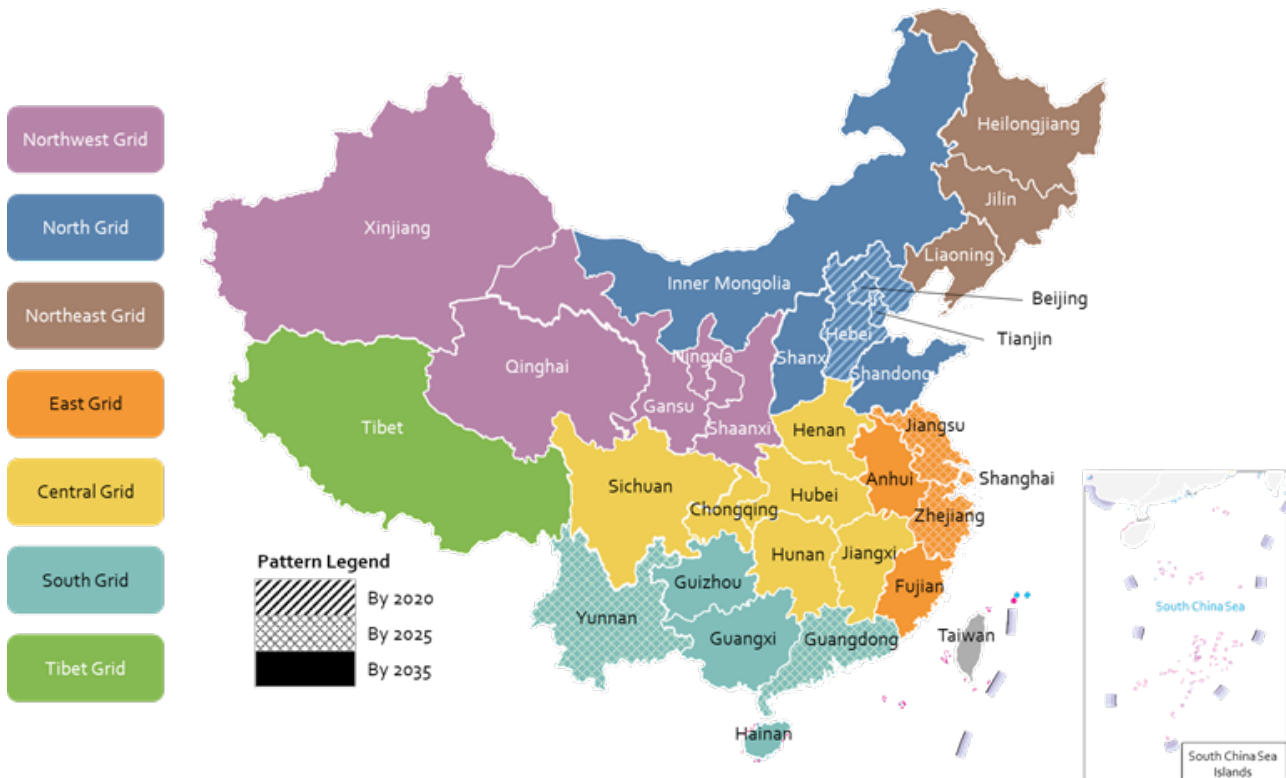 Northwest Grid
North Grid
Northeast Grid
East Grid
Central Grid
South Grid
Tibet Grid
Heilongjiang
Jilin
Liaoning
Xinjiang
Inner Mongolia
Beijing
Tianjin
Hebei
Shanx
Shandong
Ningxia
Qinghai
Gansu
Shaanxi
Tibet
Henan
Jiangsu
Shanghai
Anhui
Sichuan
Hubei
Chongqing
Zhejiang
Hunan
Jiangxi
Fujian
Guizhou
Yunnan
Guangxi
Guangdong
Taiwan
Hainan
Pattern Legend
By 2020
By 2025
By 2035
South China Sea
South China Sea
Islands